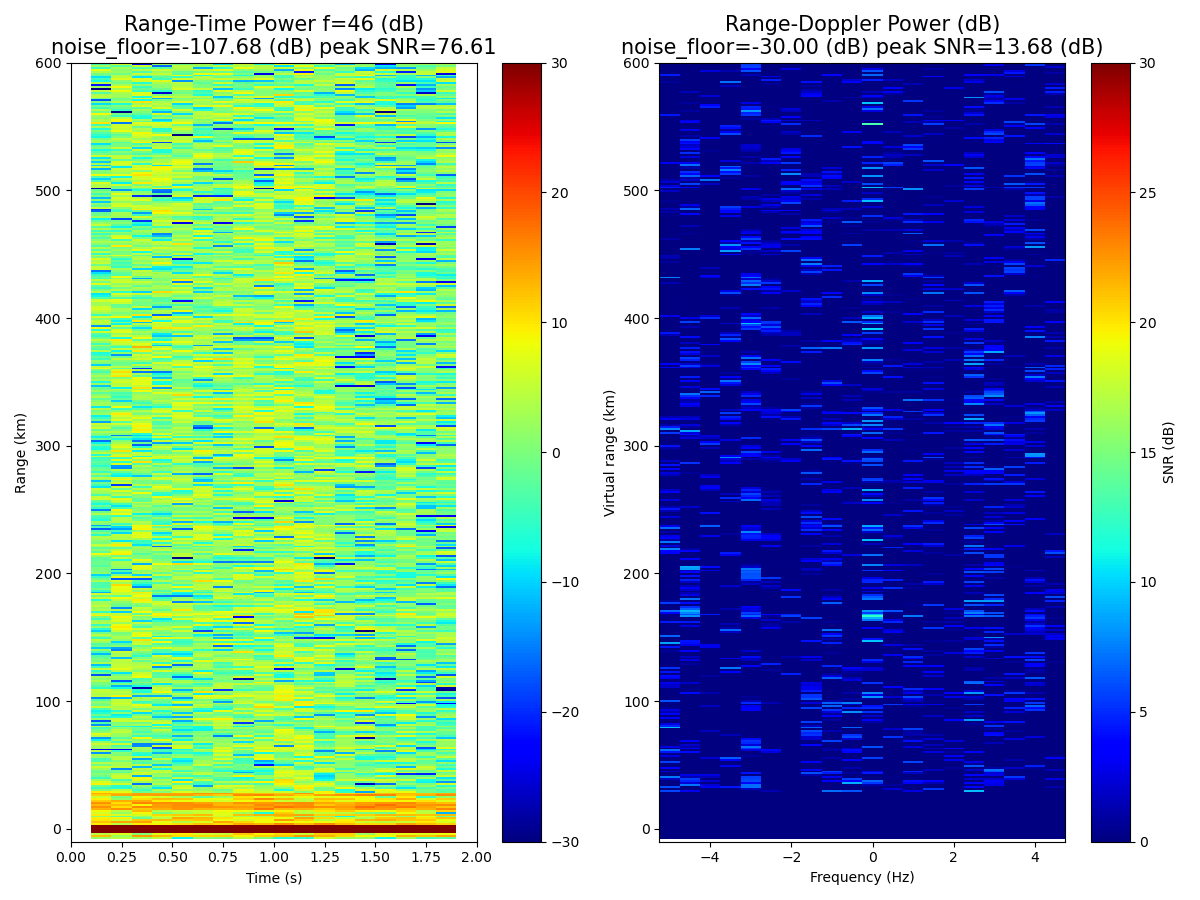 Range-Time Power f=46 (dB)
noise_floor=-107.68 (dB) peak SNR=76.61
Range (km)
600
500
400
300
200
100
0
0.00 0.25 0.50 0.75 1.00 1.25 1.50 1.75 2.00
Time (s)
30
20
10
0
−10
−20
−30
Range-Doppler Power (dB)
noise_floor=-30.00 (dB) peak SNR=13.68 (dB)
Virtual range (km)
600
500
400
300
200
100
0
−4 −2 0 2 4
Frequency (Hz)
30
25
20
15
10
5
0
SNR (dB)